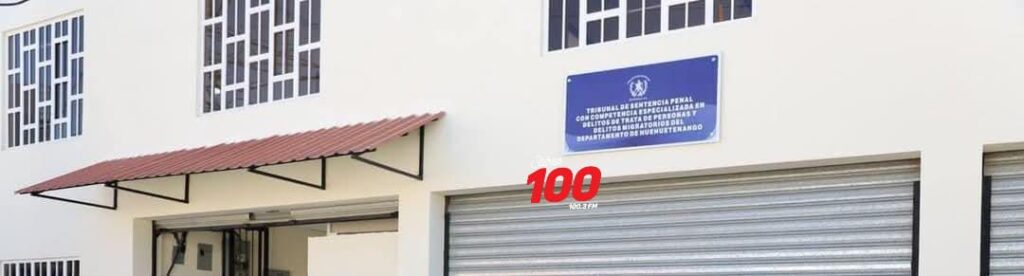 TRIBUNAL DE SENTENCIA PENAL
CON COMPETENCIA ESPECIALIZADA EN
DELITOS DE TRATA DE PERSONAS Y
DELITOS MIGRATORIOS DEL
DEPARTAMENTO DE HUEHUETENANGO
100
100.3 FM